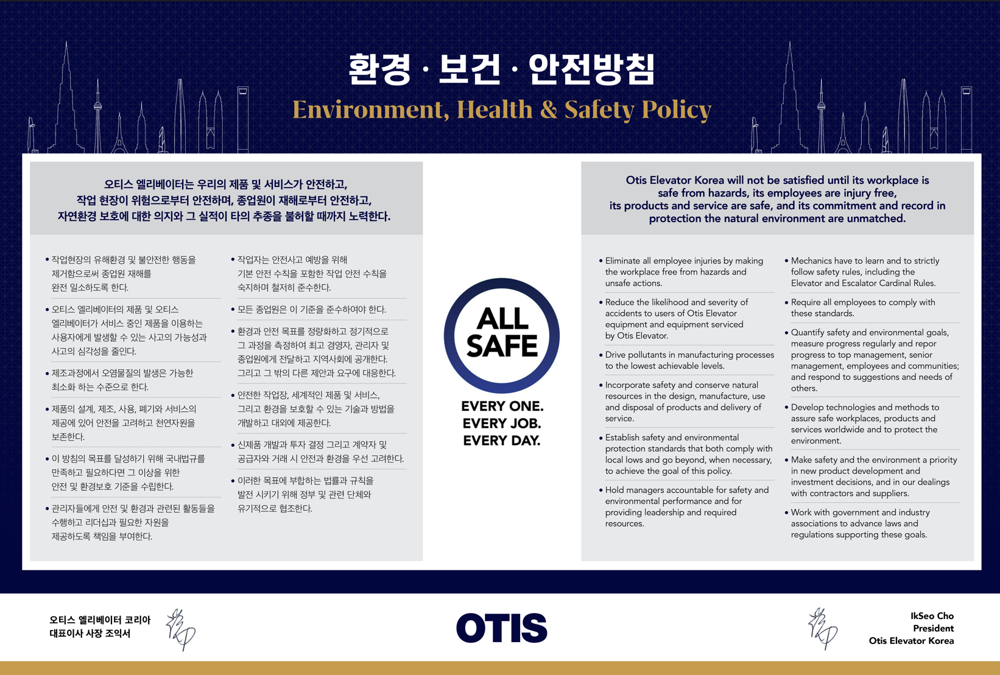 환경 · 보건 · 안전방침
Environment, Health & Safety Policy
오티스 엘리베이터는 우리의 제품 및 서비스가 안전하고,
작업 현장이 위험으로부터 안전하며, 종업원이 재해로부터 안전하고,
자연환경 보호에 대한 의지와 그 실적이 타의 추종을 불허할 때까지 노력한다.
• 작업현장의 유해환경 및 불안전한 행동을
제거함으로써 종업원 재해를
완전 일소하도록 한다.
• 오티스 엘리베이터의 제품 및 오티스
엘리베이터가 서비스 중인 제품을 이용하는
사용자에게 발생할 수 있는 사고의 가능성과
사고의 심각성을 줄인다.
• 제조과정에서 오염물질의 발생은 가능한
최소화 하는 수준으로 한다.
• 제품의 설계, 제조, 사용, 폐기와 서비스의
제공에 있어 안전을 고려하고 천연자원을
보존한다.
• 이 방침의 목표를 달성하기 위해 국내법규를
만족하고 필요하다면 그 이상을 위한
안전 및 환경보호 기준을 수립한다.
• 관리자들에게 안전 및 환경과 관련된 활동들을
수행하고 리더십과 필요한 자원을
제공하도록 책임을 부여한다.
• 작업자는 안전사고 예방을 위해
기본 안전 수칙을 포함한 작업 안전 수칙을
숙지하며 철저히 준수한다.
• 모든 종업원은 이 기준을 준수하여야 한다.
• 환경과 안전 목표를 정량화하고 정기적으로
그 과정을 측정하여 최고 경영자, 관리자 및
종업원에게 전달하고 지역사회에 공개한다.
그리고 그 밖의 다른 제안과 요구에 대응한다.
• 안전한 작업장, 세계적인 제품 및 서비스,
그리고 환경을 보호할 수 있는 기술과 방법을
개발하고 대외에 제공한다.
• 신제품 개발과 투자 결정 그리고 계약자 및
공급자와 거래 시 안전과 환경을 우선 고려한다.
• 이러한 목표에 부합하는 법률과 규칙을
발전 시키기 위해 정부 및 관련 단체와
유기적으로 협조한다.
ALL
SAFE
EVERY ONE.
EVERY JOB.
EVERY DAY.
Otis Elevator Korea will not be satisfied until its workplace is
safe from hazards, its employees are injury free,
its products and service are safe, and its commitment and record in
protection the natural environment are unmatched.
• Eliminate all employee injuries by making
the workplace free from hazards and
unsafe actions.
• Reduce the likelihood and severity of
accidents to users of Otis Elevator
equipment and equipment serviced
by Otis Elevator.
• Drive pollutants in manufacturing processes
to the lowest achievable levels.
• Incorporate safety and conserve natural
resources in the design, manufacture, use
and disposal of products and delivery of
service.
• Establish safety and environmental
protection standards that both comply with
local lows and go beyond, when necessary,
to achieve the goal of this policy.
• Hold managers accountable for safety and
environmental performance and for
providing leadership and required
resources.
• Mechanics have to learn and to strictly
follow safety rules, including the
Elevator and Escalator Cardinal Rules.
• Require all employees to comply with
these standards.
• Quantify safety and environmental goals,
measure progress regularly and repor
progress to top management, senior
management, employees and communities;
and respond to suggestions and needs of
others.
• Develop technologies and methods to
assure safe workplaces, products and
services worldwide and to protect the
environment.
• Make safety and the environment a priority
in new product development and
investment decisions, and in our dealings
with contractors and suppliers.
• Work with government and industry
associations to advance laws and
regulations supporting these goals.
오티스 엘리베이터 코리아
대표이사 사장 조익서
OTIS
IkSeo Cho
President
Otis Elevator Korea